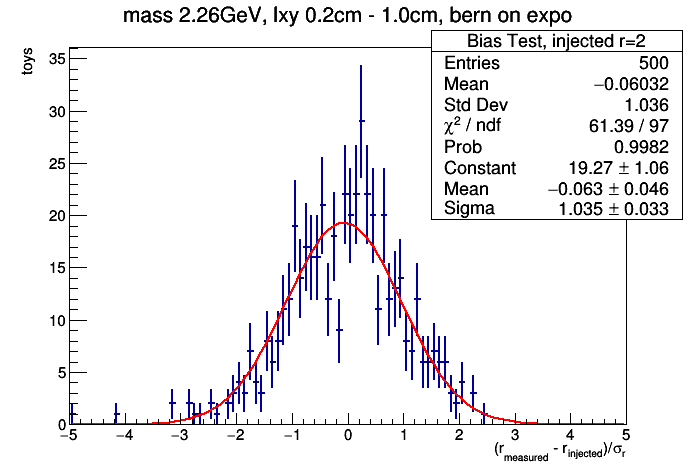 mass 2.26GeV, lxy 0.2cm - 1.0cm, bern on expo
Bias Test, injected r=2
Entries 500
Mean −0.06032
Std Dev 1.036
χ² / ndf 61.39 / 97
Prob 0.9982
Constant 19.27 ± 1.06
Mean −0.063 ± 0.046
Sigma 1.035 ± 0.033
toys
35
30
25
20
15
10
5
0
−5 −4 −3 −2 −1 0 1 2 3 4 5
(r_measured - r_injected)/σ_r